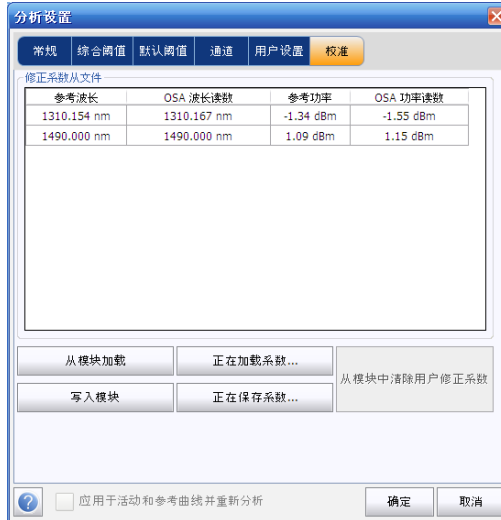 分析设置
常规 综合阈值 默认阈值 通道 用户设置 校准
修正系数从文件
参考波长 OSA 波长读数 参考功率 OSA 功率读数
1310.154 nm 1310.167 nm -1.34 dBm -1.55 dBm
1490.000 nm 1490.000 nm 1.09 dBm 1.15 dBm
从模块加载 正在加载系数...
从模块中清除用户修正系数
写入模块 正在保存系数...
? 应用于活动和参考曲线并重新分析 确定 取消